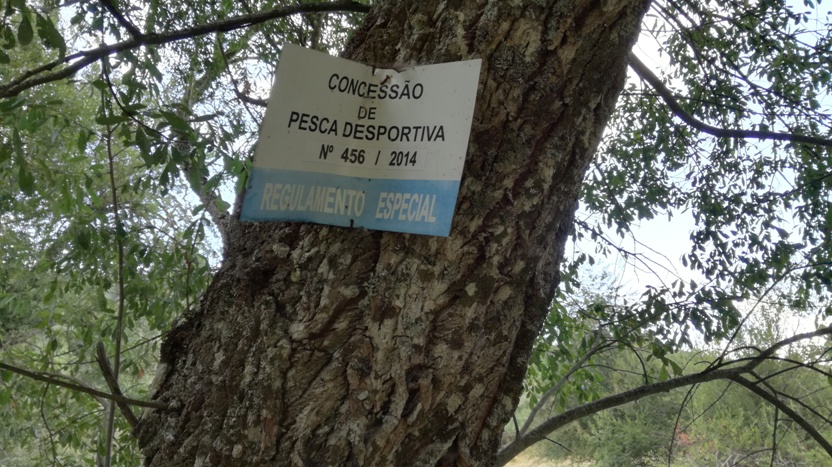 CONCESSÃO
DE
PESCA DESPORTIVA
Nº 456 / 2014
REGULAMENTO ESPECIAL